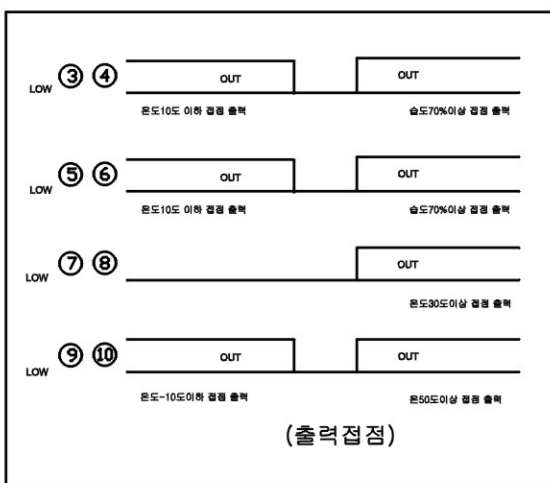 LOW ③ ④ OUT OUT
온도10도 이하 접점 출력 습도70%이상 접점 출력
LOW ⑤ ⑥ OUT OUT
온도10도 이하 접점 출력 습도70%이상 접점 출력
LOW ⑦ ⑧ OUT
온도30도이상 접점 출력
LOW ⑨ ⑩ OUT OUT
온도-10도이하 접점 출력 온50도이상 접점 출력
(출력접점)